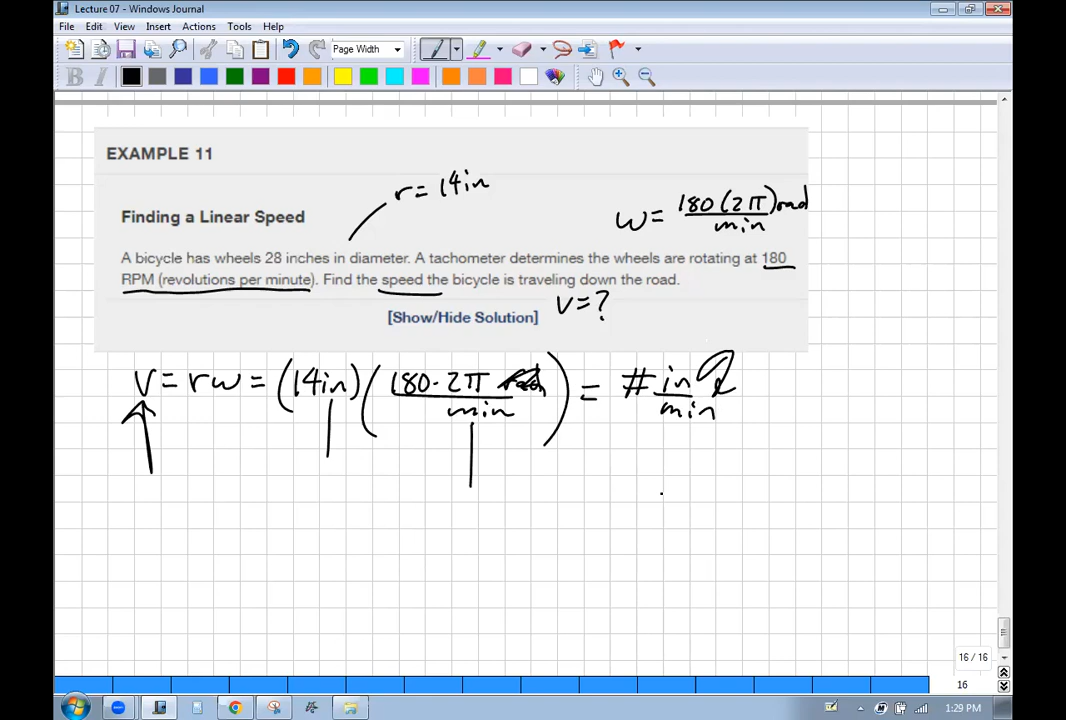 Lecture 07 - Windows Journal
File Edit View Insert Actions Tools Help
Page Width
EXAMPLE 11
r = 14in
Finding a Linear Speed
w = 180 (2π) rad / min
A bicycle has wheels 28 inches in diameter. A tachometer determines the wheels are rotating at 180
RPM (revolutions per minute). Find the speed the bicycle is traveling down the road.
v = ?
[Show/Hide Solution]
v = rw = (14in) (180 · 2π / min) = # in / min
16 / 16
16
1:29 PM